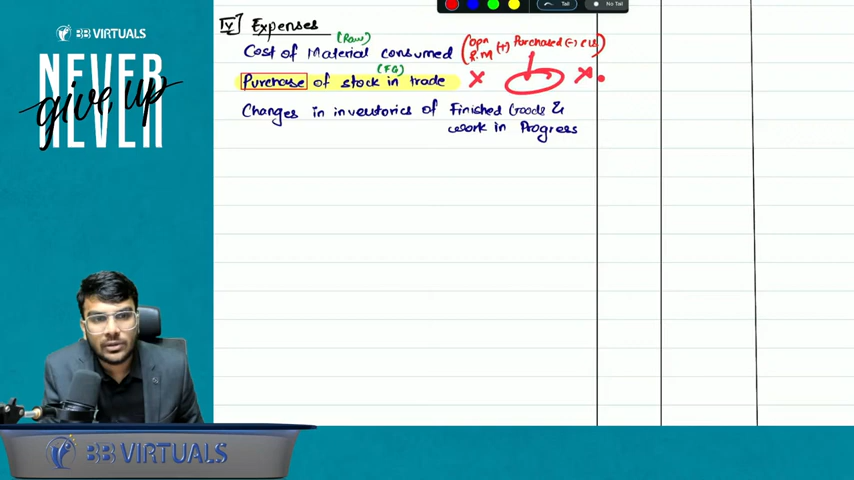 BB VIRTUALS
NEVER
give up
NEVER
IV] Expenses
(Raw)
Cost of Material consumed (opn R.M (+) Purchased (-) C/S)
(FG)
Purchase of stock in trade × ×
Changes in inventories of Finished Goods &
work in Progress
Tail
No Tail
BB VIRTUALS